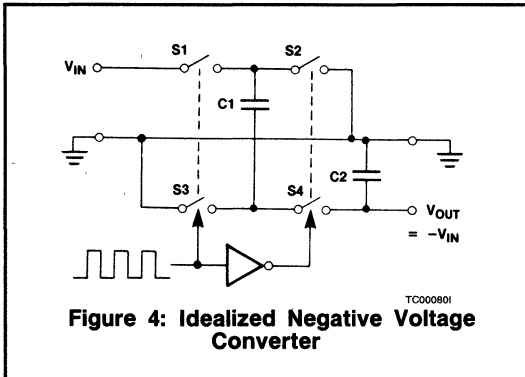 S1 S2
VIN
C1
C2
S3 S4
VOUT
= −VIN
TC00080I
Figure 4: Idealized Negative Voltage
Converter